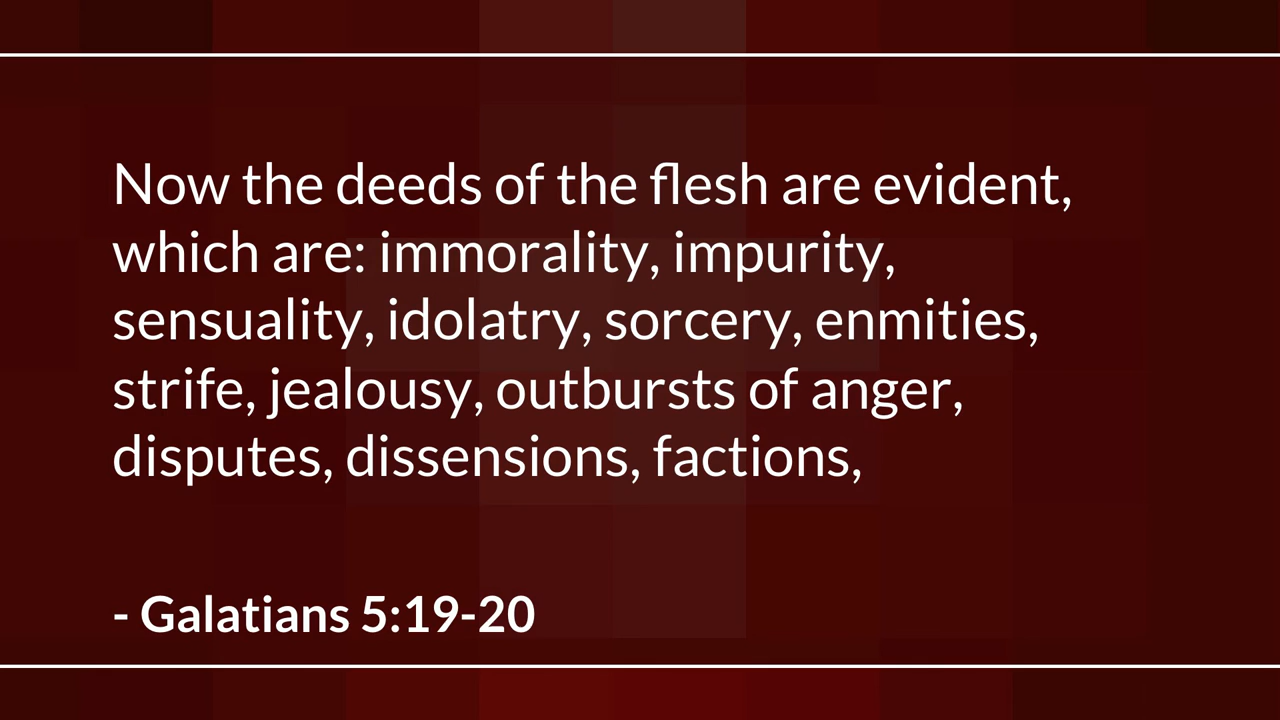 Now the deeds of the flesh are evident,
which are: immorality, impurity,
sensuality, idolatry, sorcery, enmities,
strife, jealousy, outbursts of anger,
disputes, dissensions, factions,
- Galatians 5:19-20